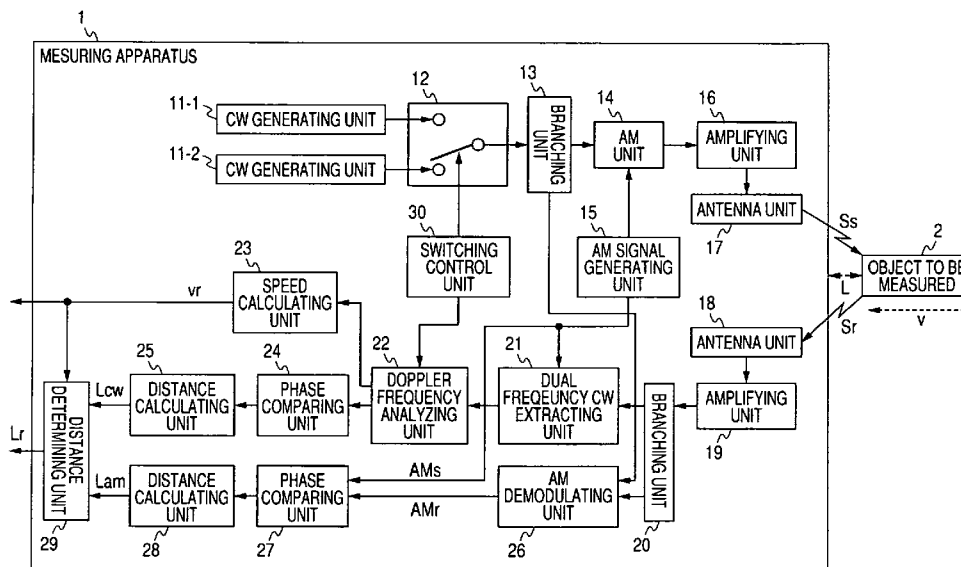 1
MESURING APPARATUS
11-1
CW GENERATING UNIT
11-2
CW GENERATING UNIT
12
13
BRANCHING
UNIT
14
AM
UNIT
16
AMPLIFYING
UNIT
ANTENNA UNIT
17
Ss
30
SWITCHING
CONTROL
UNIT
15
AM SIGNAL
GENERATING
UNIT
2
OBJECT TO BE
MEASURED
L
Sr
v
23
SPEED
CALCULATING
UNIT
vr
18
ANTENNA UNIT
25
DISTANCE
CALCULATING
UNIT
Lcw
24
PHASE
COMPARING
UNIT
22
DOPPLER
FREQUENCY
ANALYZING
UNIT
21
DUAL
FREQEUNCY CW
EXTRACTING
UNIT
AMPLIFYING
UNIT
19
BRANCHING UNIT
20
DISTANCE
DETERMINING UNIT
29
Lr
Lam
DISTANCE
CALCULATING
UNIT
28
PHASE
COMPARING
UNIT
27
AMs
AMr
AM
DEMODULATING
UNIT
26